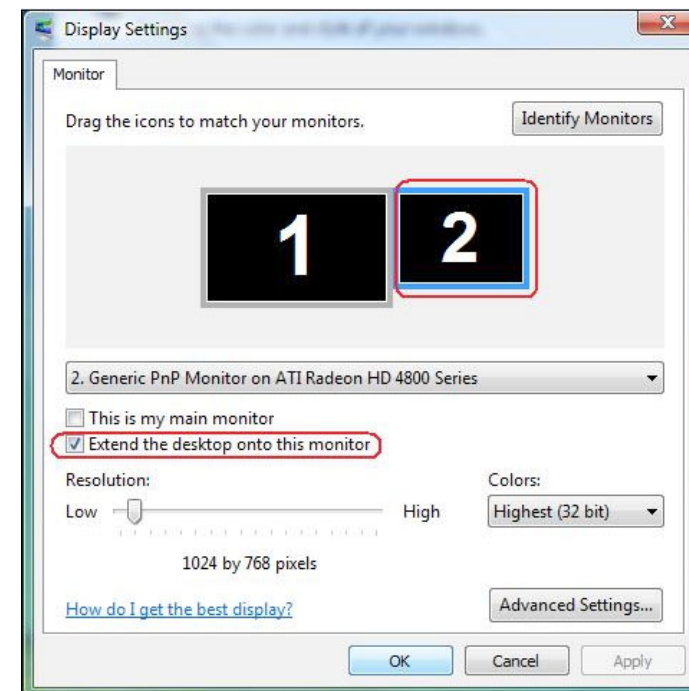 Display Settings
Monitor
Drag the icons to match your monitors.
Identify Monitors
1
2
2. Generic PnP Monitor on ATI Radeon HD 4800 Series
This is my main monitor
Extend the desktop onto this monitor
Resolution:
Colors:
Low
High
Highest (32 bit)
1024 by 768 pixels
How do I get the best display?
Advanced Settings...
OK
Cancel
Apply